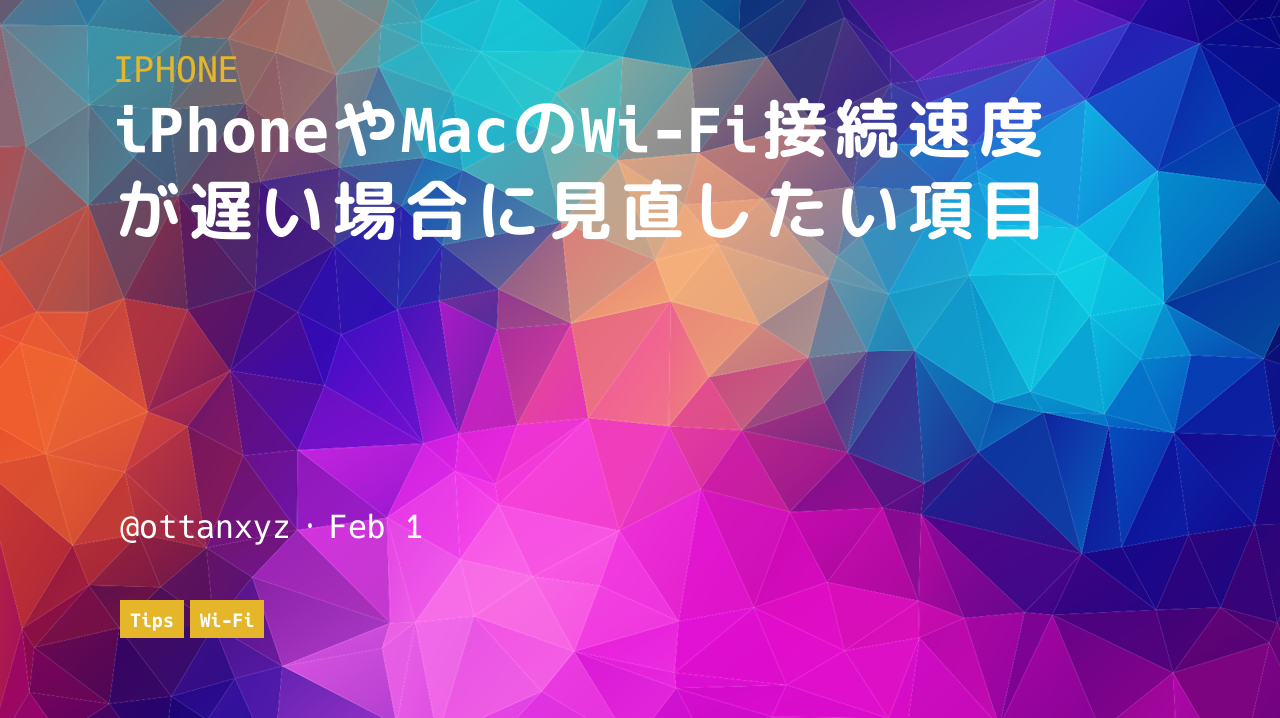 IPHONE
iPhoneやMacのWi-Fi接続速度
が遅い場合に見直したい項目
@ottanxyz・Feb 1
Tips Wi-Fi